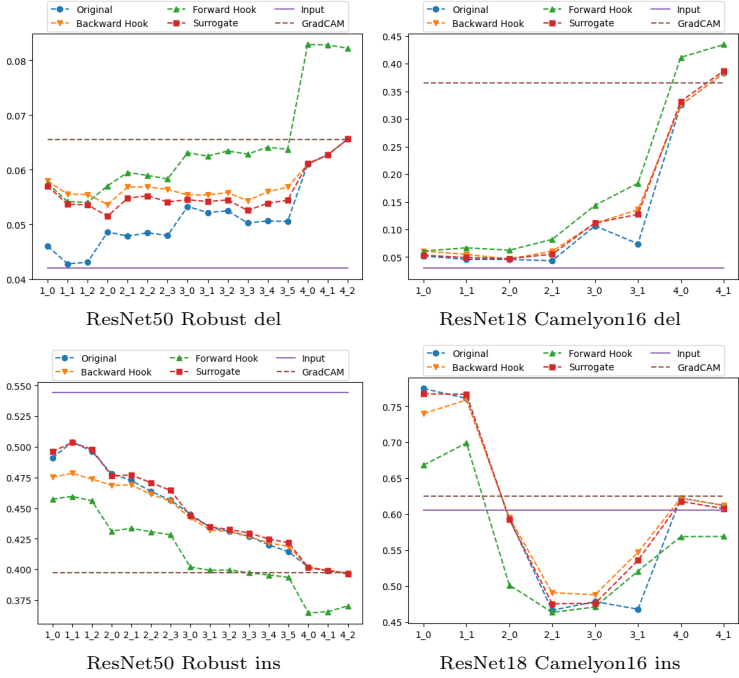 Original Forward Hook Input
Backward Hook Surrogate GradCAM
0.08
0.07
0.06
0.05
0.04
1_0 1_1 1_2 2_0 2_1 2_2 2_3 3_0 3_1 3_2 3_3 3_4 3_5 4_0 4_1 4_2
ResNet50 Robust del
Original Forward Hook Input
Backward Hook Surrogate GradCAM
0.45
0.40
0.35
0.30
0.25
0.20
0.15
0.10
0.05
1_0 1_1 2_0 2_1 3_0 3_1 4_0 4_1
ResNet18 Camelyon16 del
Original Forward Hook Input
Backward Hook Surrogate GradCAM
0.550
0.525
0.500
0.475
0.450
0.425
0.400
0.375
1_0 1_1 1_2 2_0 2_1 2_2 2_3 3_0 3_1 3_2 3_3 3_4 3_5 4_0 4_1 4_2
ResNet50 Robust ins
Original Forward Hook Input
Backward Hook Surrogate GradCAM
0.75
0.70
0.65
0.60
0.55
0.50
0.45
1_0 1_1 2_0 2_1 3_0 3_1 4_0 4_1
ResNet18 Camelyon16 ins